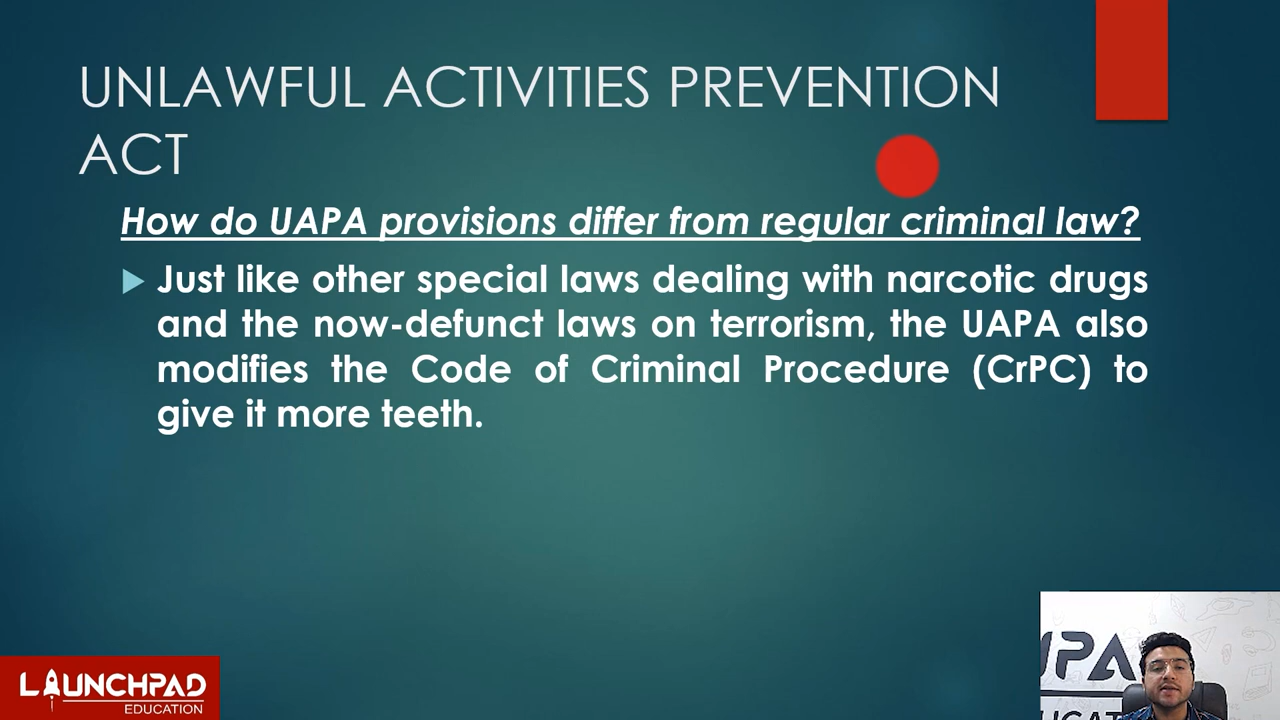 UNLAWFUL ACTIVITIES PREVENTION
ACT
How do UAPA provisions differ from regular criminal law?
Just like other special laws dealing with narcotic drugs
and the now-defunct laws on terrorism, the UAPA also
modifies the Code of Criminal Procedure (CrPC) to
give it more teeth.
LAUNCHPAD
EDUCATION